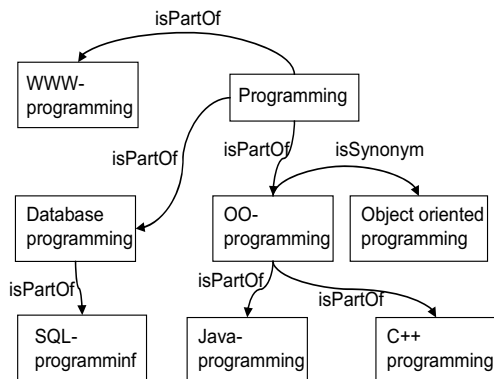 isPartOf
WWW-
programming
Programming
isPartOf
isPartOf
isSynonym
Database
programming
OO-
programming
Object oriented
programming
isPartOf
isPartOf
isPartOf
SQL-
programminf
Java-
programming
C++
programming